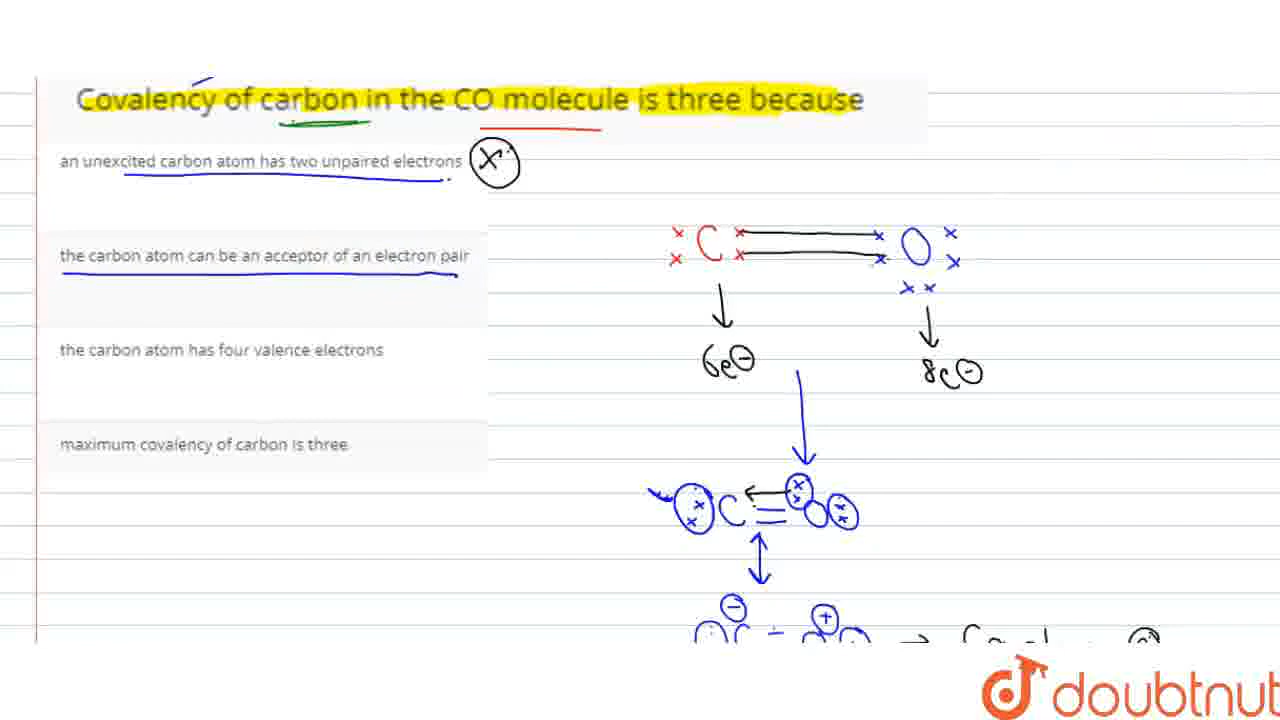 Covalency of carbon in the CO molecule is three because
an unexcited carbon atom has two unpaired electrons
x
the carbon atom can be an acceptor of an electron pair
the carbon atom has four valence electrons
maximum covalency of carbon is three
x x C x x = x x O x x x x
6e⊖ 8e⊖
x x C = x x O x x
⊖ ⊕
doubtnut